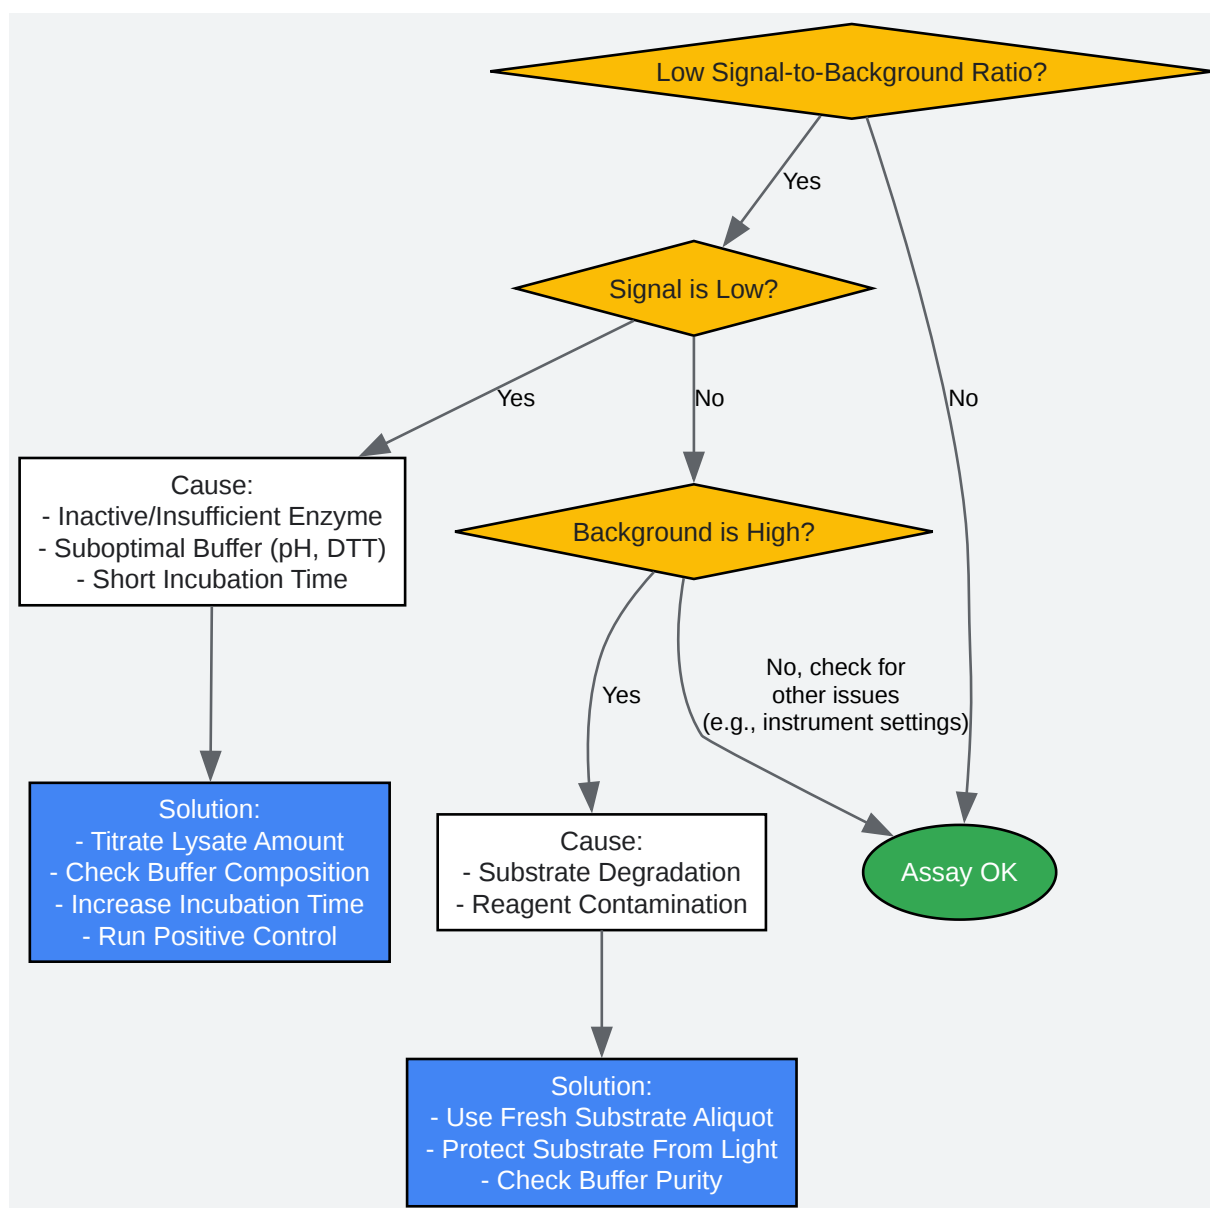 Low Signal-to-Background Ratio?
Yes
Signal is Low?
Yes
No
No
Cause:
- Inactive/Insufficient Enzyme
- Suboptimal Buffer (pH, DTT)
- Short Incubation Time
Background is High?
Yes
No, check for
other issues
(e.g., instrument settings)
Solution:
- Titrate Lysate Amount
- Check Buffer Composition
- Increase Incubation Time
- Run Positive Control
Cause:
- Substrate Degradation
- Reagent Contamination
Assay OK
Solution:
- Use Fresh Substrate Aliquot
- Protect Substrate From Light
- Check Buffer Purity